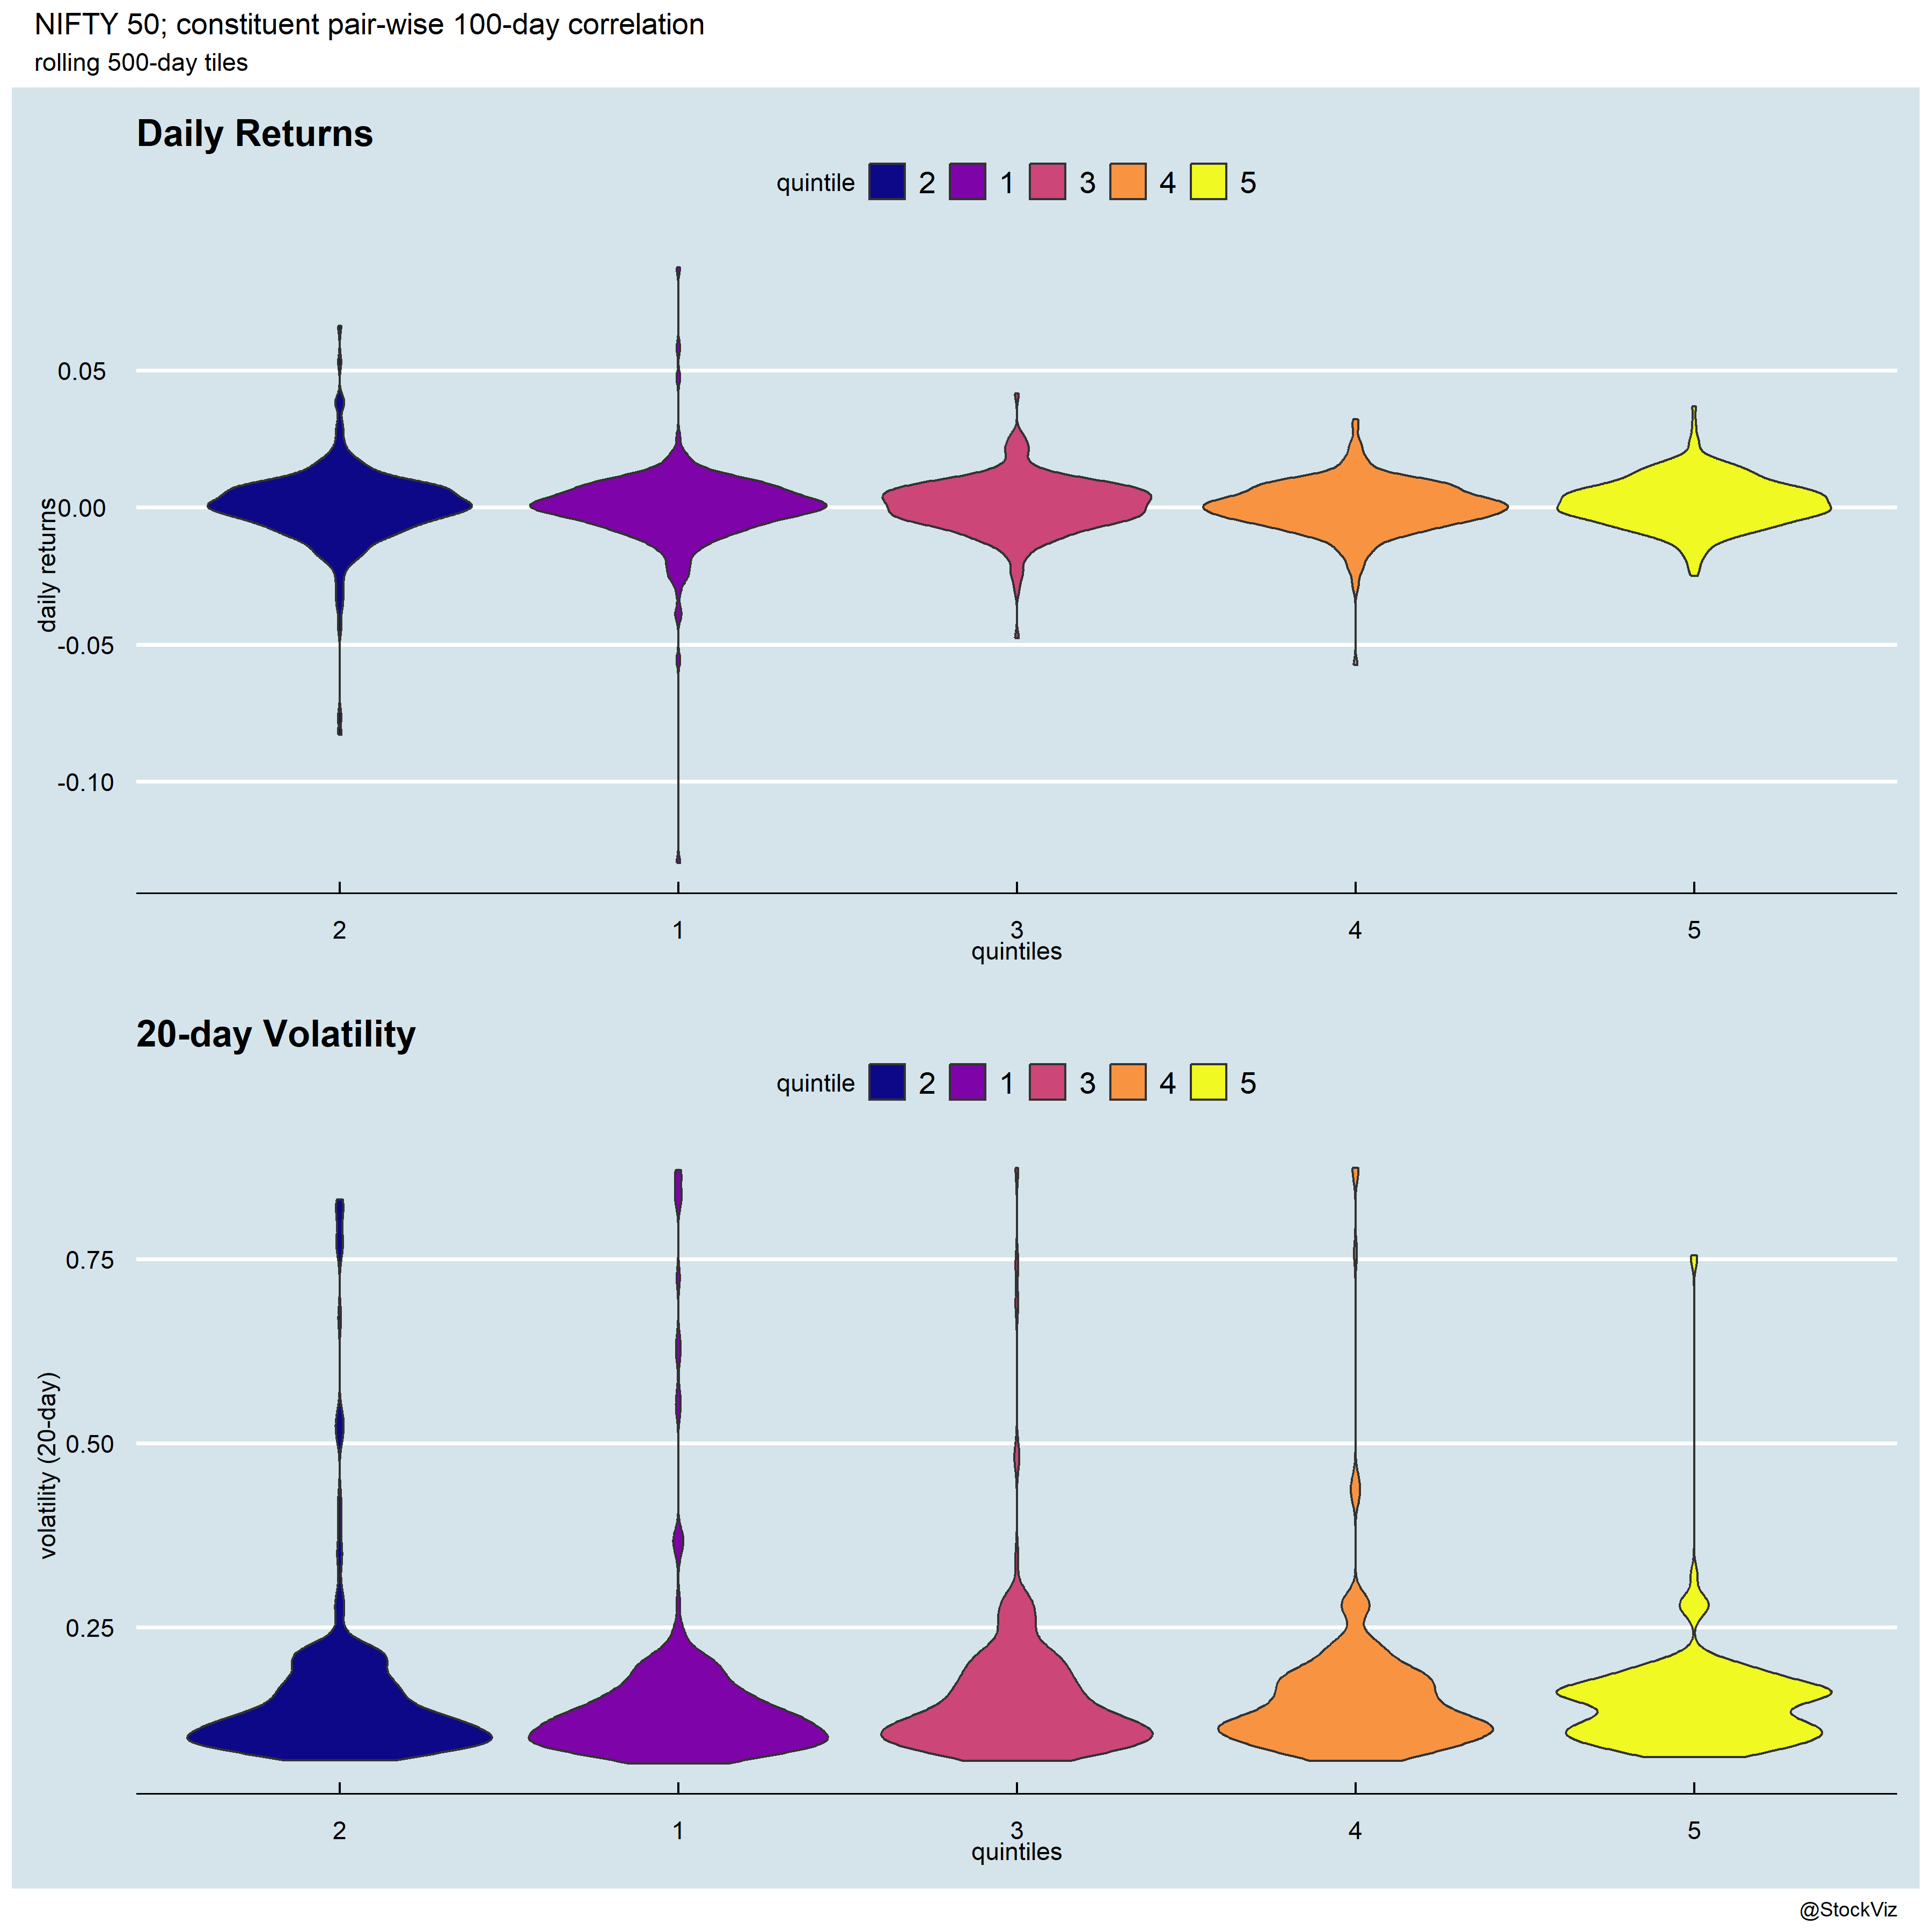 NIFTY 50; constituent pair-wise 100-day correlation
rolling 500-day tiles
Daily Returns
quintile 2 1 3 4 5
daily returns
0.05
0.00
-0.05
-0.10
2 1 3 4 5
quintiles
20-day Volatility
quintile 2 1 3 4 5
volatility (20-day)
0.75
0.50
0.25
2 1 3 4 5
quintiles
@StockViz